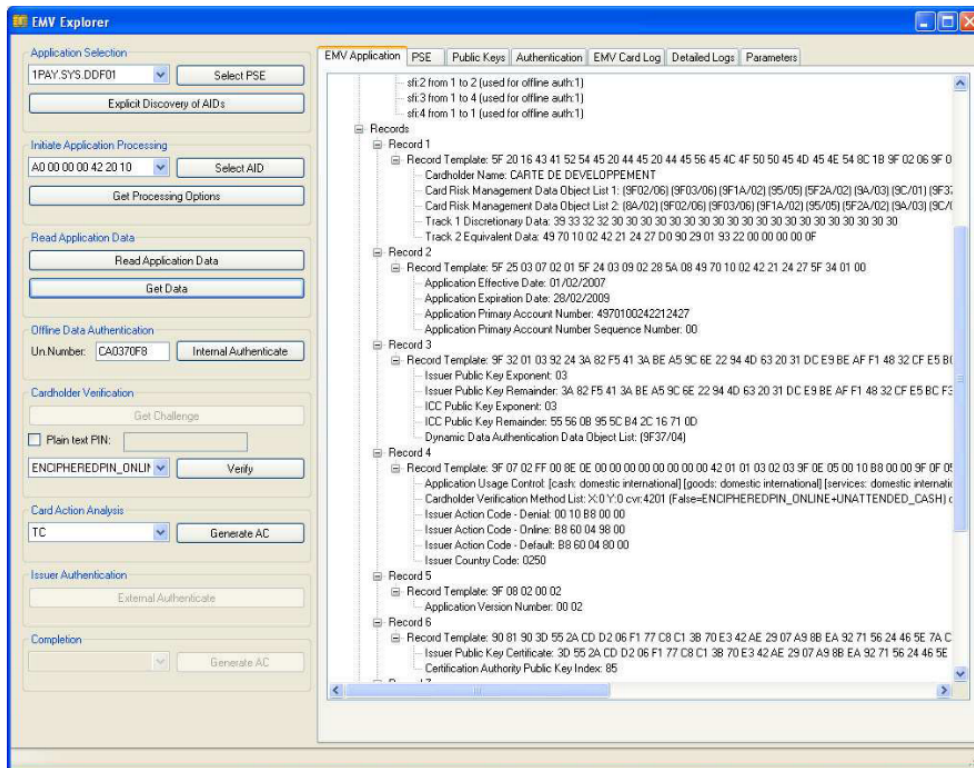 EMV Explorer
Application Selection
1PAY.SYS.DDF01
Select PSE
Explicit Discovery of AIDs
Initiate Application Processing
A0 00 00 00 42 20 10
Select AID
Get Processing Options
Read Application Data
Read Application Data
Get Data
Offline Data Authentication
Un.Number: CA0370F8
Internal Authenticate
Cardholder Verification
Get Challenge
Plain text PIN:
ENCIPHEREDPIN_ONLIN
Verify
Card Action Analysis
TC
Generate AC
Issuer Authentication
External Authenticate
Completion
Generate AC
EMV Application PSE Public Keys Authentication EMV Card Log Detailed Logs Parameters
sfi:2 from 1 to 2 (used for offline auth:1)
sfi:3 from 1 to 4 (used for offline auth:1)
sfi:4 from 1 to 1 (used for offline auth:1)
Records
Record 1
Record Template: 5F 20 16 43 41 52 54 45 20 44 45 20 44 45 56 45 4C 4F 50 50 45 4D 45 4E 54 8C 1B 9F 02 06 9F 0
Cardholder Name: CARTE DE DEVELOPPEMENT
Card Risk Management Data Object List 1: (9F02/06) (9F03/06) (9F1A/02) (95/05) (5F2A/02) (9A/03) (9C/01) (9F37
Card Risk Management Data Object List 2: (8A/02) (9F02/06) (9F03/06) (9F1A/02) (95/05) (5F2A/02) (9A/03) (9C/0
Track 1 Discretionary Data: 39 33 32 32 30 30 30 30 30 30 30 30 30 30 30 30 30 30 30 30 30 30 30
Track 2 Equivalent Data: 49 70 10 02 42 21 24 27 D0 90 29 01 93 22 00 00 00 00 0F
Record 2
Record Template: 5F 25 03 07 02 01 5F 24 03 09 02 28 5A 08 49 70 10 02 42 21 24 27 5F 34 01 00
Application Effective Date: 01/02/2007
Application Expiration Date: 28/02/2009
Application Primary Account Number: 4970100242212427
Application Primary Account Number Sequence Number: 00
Record 3
Record Template: 9F 32 01 03 92 24 3A 82 F5 41 3A BE A5 9C 6E 22 94 4D 63 20 31 DC E9 BE AF F1 48 32 CF E5 B
Issuer Public Key Exponent: 03
Issuer Public Key Remainder: 3A 82 F5 41 3A BE A5 9C 6E 22 94 4D 63 20 31 DC E9 BE AF F1 48 32 CF E5 BC F3
ICC Public Key Exponent: 03
ICC Public Key Remainder: 55 56 0B 95 5C B4 2C 16 71 0D
Dynamic Data Authentication Data Object List: (9F37/04)
Record 4
Record Template: 9F 07 02 FF 00 8E 0E 00 00 00 00 00 00 00 00 42 01 01 03 02 03 9F 0E 05 00 10 B8 00 00 9F 0F 05
Application Usage Control: [cash: domestic international] [goods: domestic international] [services: domestic internatio
Cardholder Verification Method List: X:0 Y:0 cvr:4201 (False=ENCIPHEREDPIN_ONLINE+UNATTENDED_CASH) c
Issuer Action Code - Denial: 00 10 B8 00 00
Issuer Action Code - Online: B8 60 04 98 00
Issuer Action Code - Default: B8 60 04 80 00
Issuer Country Code: 0250
Record 5
Record Template: 9F 08 02 00 02
Application Version Number: 00 02
Record 6
Record Template: 90 81 90 3D 55 2A CD D2 06 F1 77 C8 C1 3B 70 E3 42 AE 29 07 A9 8B EA 92 71 56 24 46 5E 7A C
Issuer Public Key Certificate: 3D 55 2A CD D2 06 F1 77 C8 C1 3B 70 E3 42 AE 29 07 A9 8B EA 92 71 56 24 46 5E
Certification Authority Public Key Index: 85